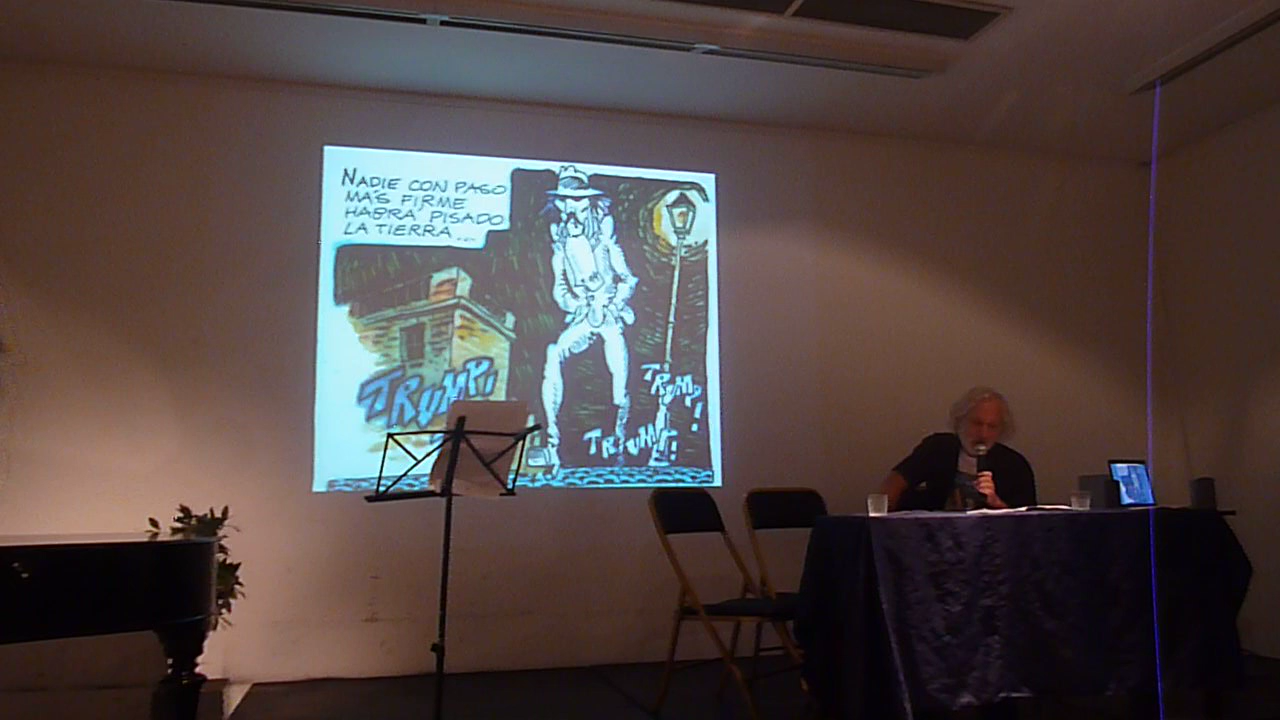 NADIE CON PASO
MÁS FIRME
HABRÁ PISADO
LA TIERRA...
TRUMP!
TRUMP!
TRUMP!